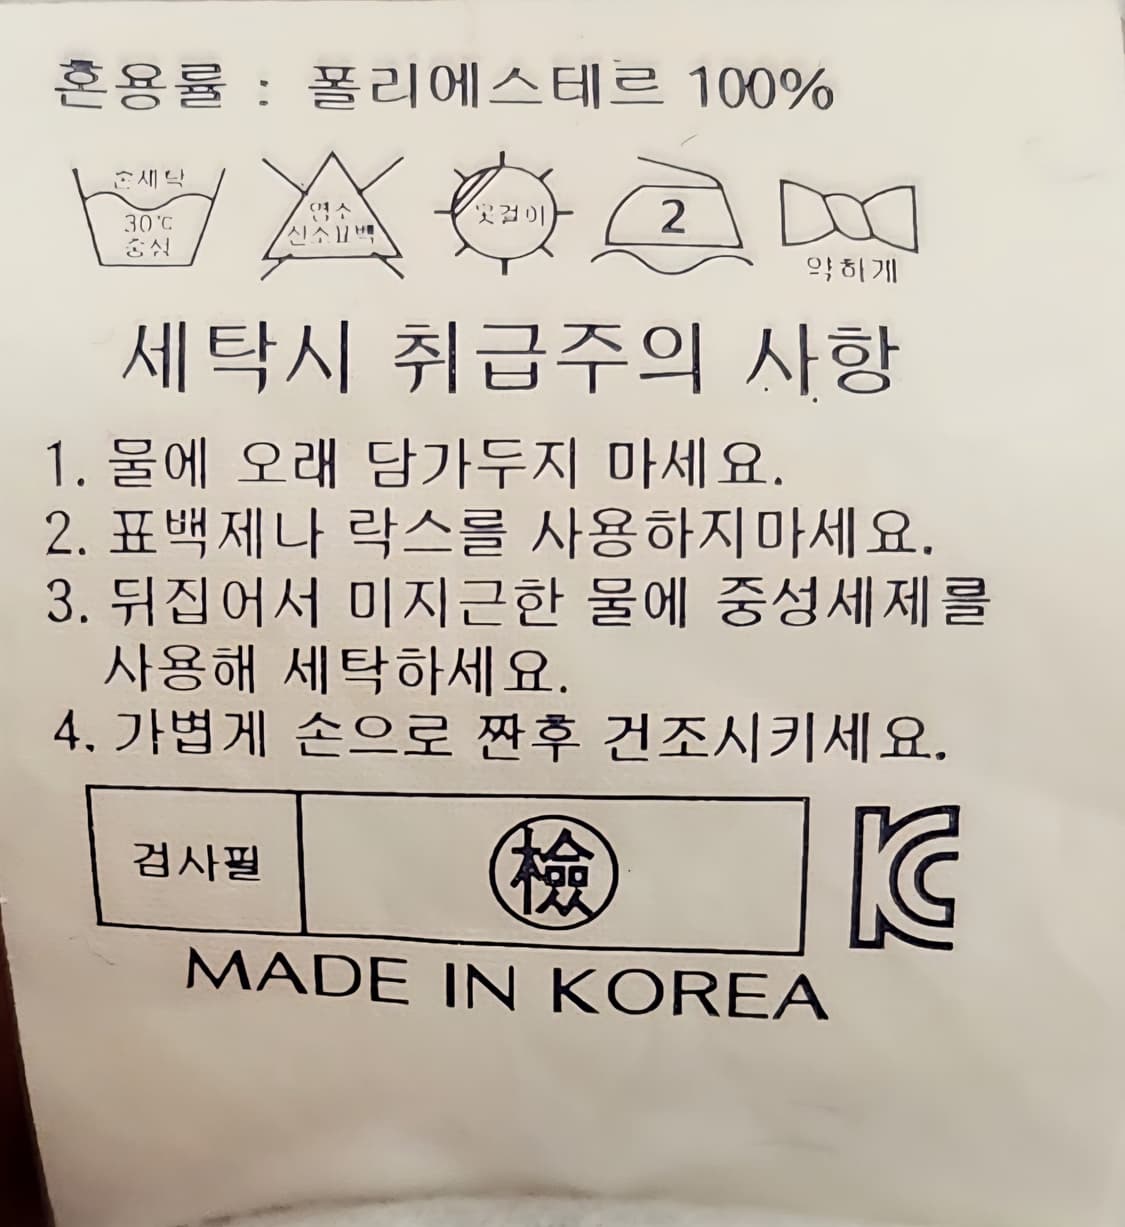 혼용률 : 폴리에스테르 100%
손세탁
30℃
중성
염소
산소표백
옷걸이
2
약하게
세탁시 취급주의 사항
1. 물에 오래 담가두지 마세요.
2. 표백제나 락스를 사용하지마세요.
3. 뒤집어서 미지근한 물에 중성세제를
사용해 세탁하세요.
4. 가볍게 손으로 짠후 건조시키세요.
검사필 檢 KC
MADE IN KOREA